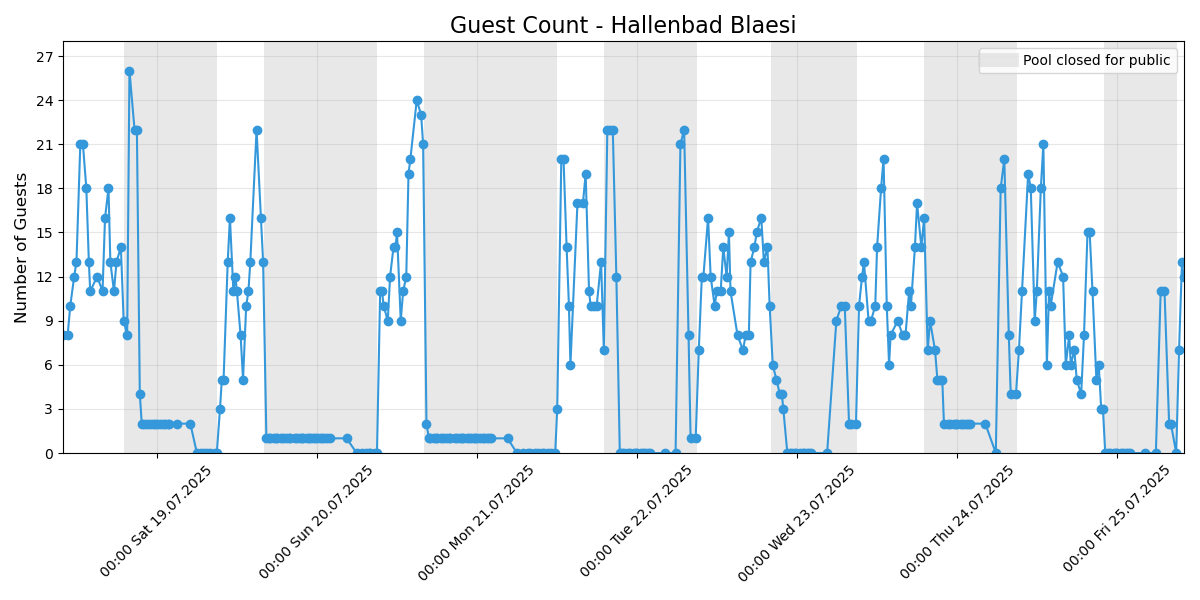 Guest Count - Hallenbad Blaesi
Pool closed for public
Number of Guests
27
24
21
18
15
12
9
6
3
0
00:00 Sat 19.07.2025
00:00 Sun 20.07.2025
00:00 Mon 21.07.2025
00:00 Tue 22.07.2025
00:00 Wed 23.07.2025
00:00 Thu 24.07.2025
00:00 Fri 25.07.2025